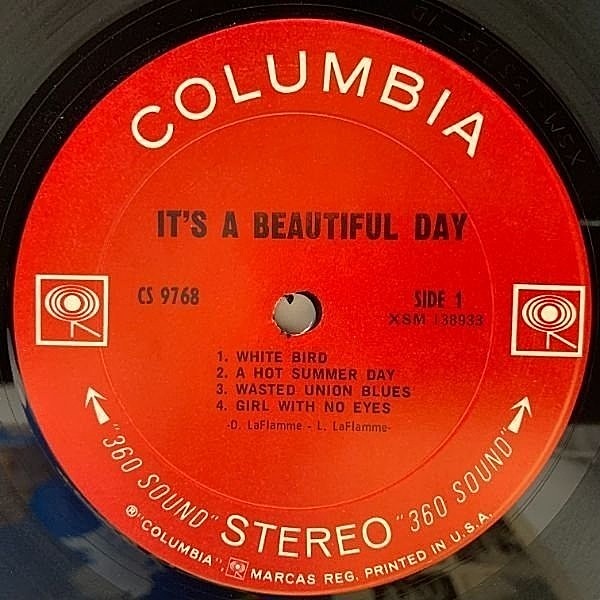 COLUMBIA
IT'S A BEAUTIFUL DAY
CS 9768
SIDE 1
XSM 138933
1. WHITE BIRD
2. A HOT SUMMER DAY
3. WASTED UNION BLUES
4. GIRL WITH NO EYES
-D. LaFlamme - L. LaFlamme-
"360 SOUND" STEREO "360 SOUND"
®"COLUMBIA", MARCAS REG. PRINTED IN U.S.A.